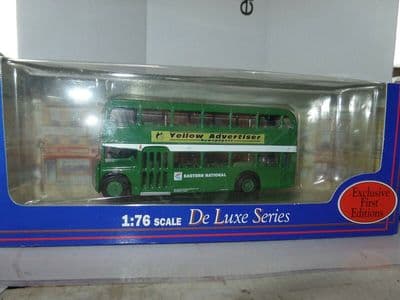 Yellow Advertiser
EASTERN NATIONAL
1:76 SCALE De Luxe Series
Exclusive
First
Editions